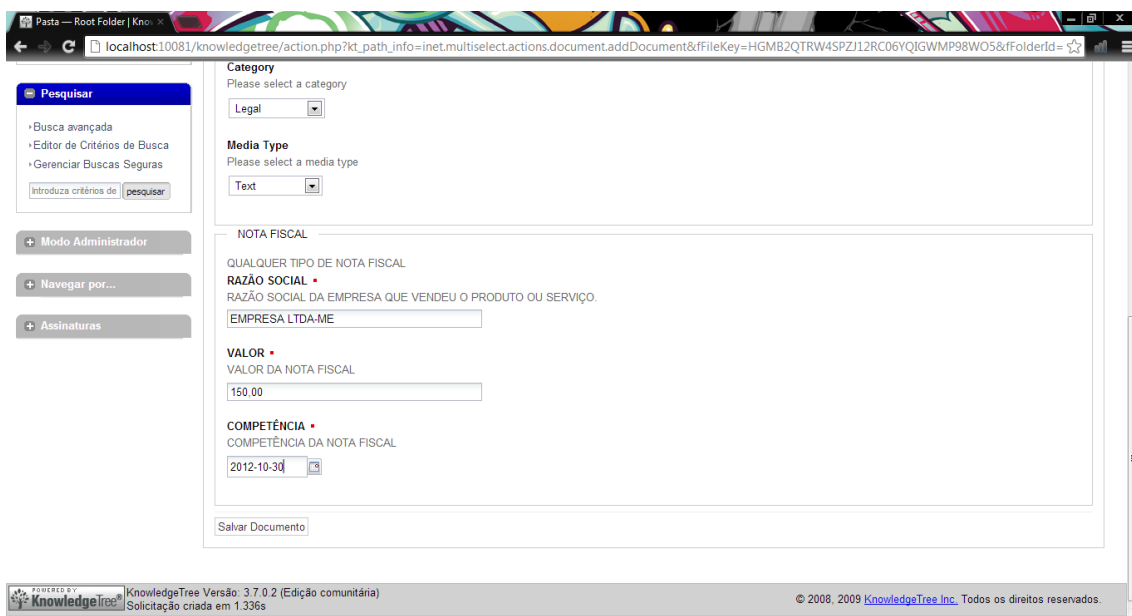 Pasta — Root Folder | Kno
localhost:10081/knowledgetree/action.php?kt_path_info=inet.multiselect.actions.document.addDocument&fFileKey=HGMB2QTRW4SPZJ12RC06YQIGWMP98WO5&fFolderId=
Pesquisar
Busca avançada
Editor de Critérios de Busca
Gerenciar Buscas Seguras
Introduza critérios de pesquisar
Modo Administrador
Navegar por...
Assinaturas
Category
Please select a category
Legal
Media Type
Please select a media type
Text
NOTA FISCAL
QUALQUER TIPO DE NOTA FISCAL
RAZÃO SOCIAL
RAZÃO SOCIAL DA EMPRESA QUE VENDEU O PRODUTO OU SERVIÇO.
EMPRESA LTDA-ME
VALOR
VALOR DA NOTA FISCAL
150,00
COMPETÊNCIA
COMPETÊNCIA DA NOTA FISCAL
2012-10-30
Salvar Documento
POWERED BY
KnowledgeTree®
KnowledgeTree Versão: 3.7.0.2 (Edição comunitária)
Solicitação criada em 1.336s
© 2008, 2009 KnowledgeTree Inc. Todos os direitos reservados.